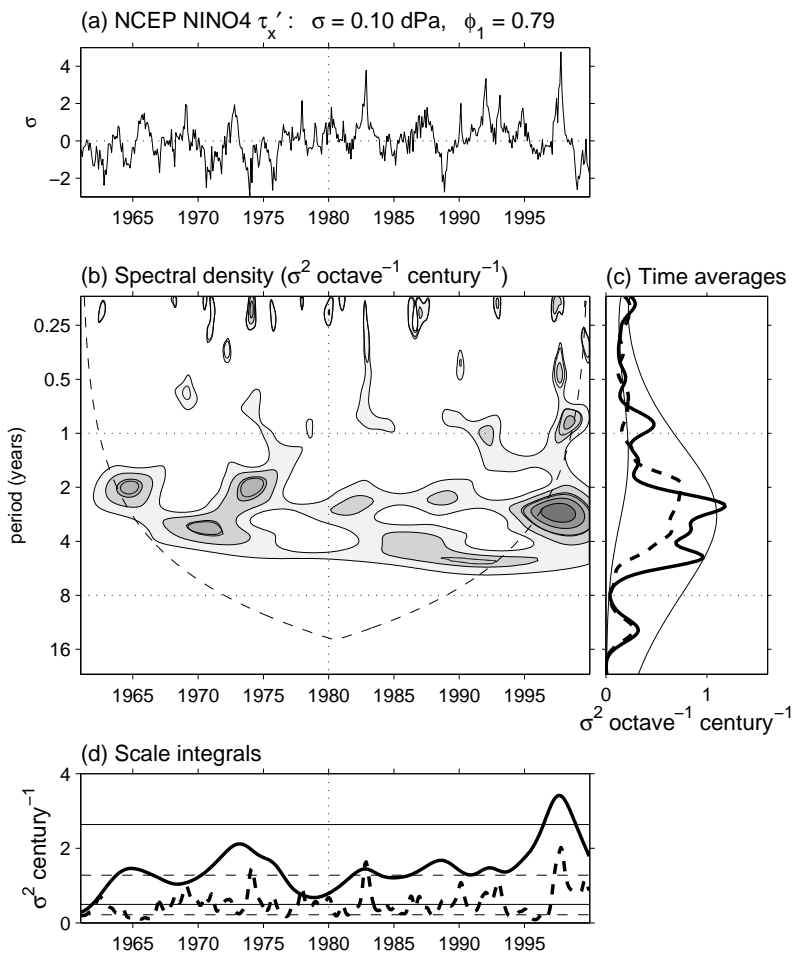 (a) NCEP NINO4 τₓ′ : σ = 0.10 dPa, ϕ₁ = 0.79
4
2
0
−2
σ
1965 1970 1975 1980 1985 1990 1995
(b) Spectral density (σ² octave⁻¹ century⁻¹)
(c) Time averages
0.25
0.5
1
2
4
8
16
period (years)
1965 1970 1975 1980 1985 1990 1995
0 1
σ² octave⁻¹ century⁻¹
(d) Scale integrals
4
2
0
σ² century⁻¹
1965 1970 1975 1980 1985 1990 1995